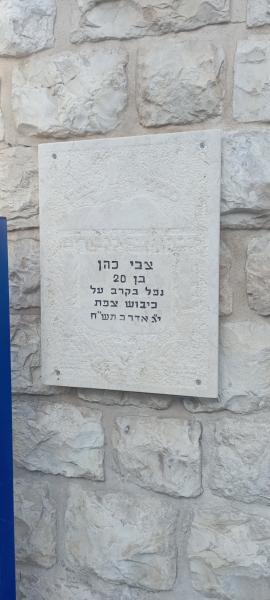 צבי כהן
בן 20
נפל בקרב על
כיבוש צפת
אדר ב תש"ח